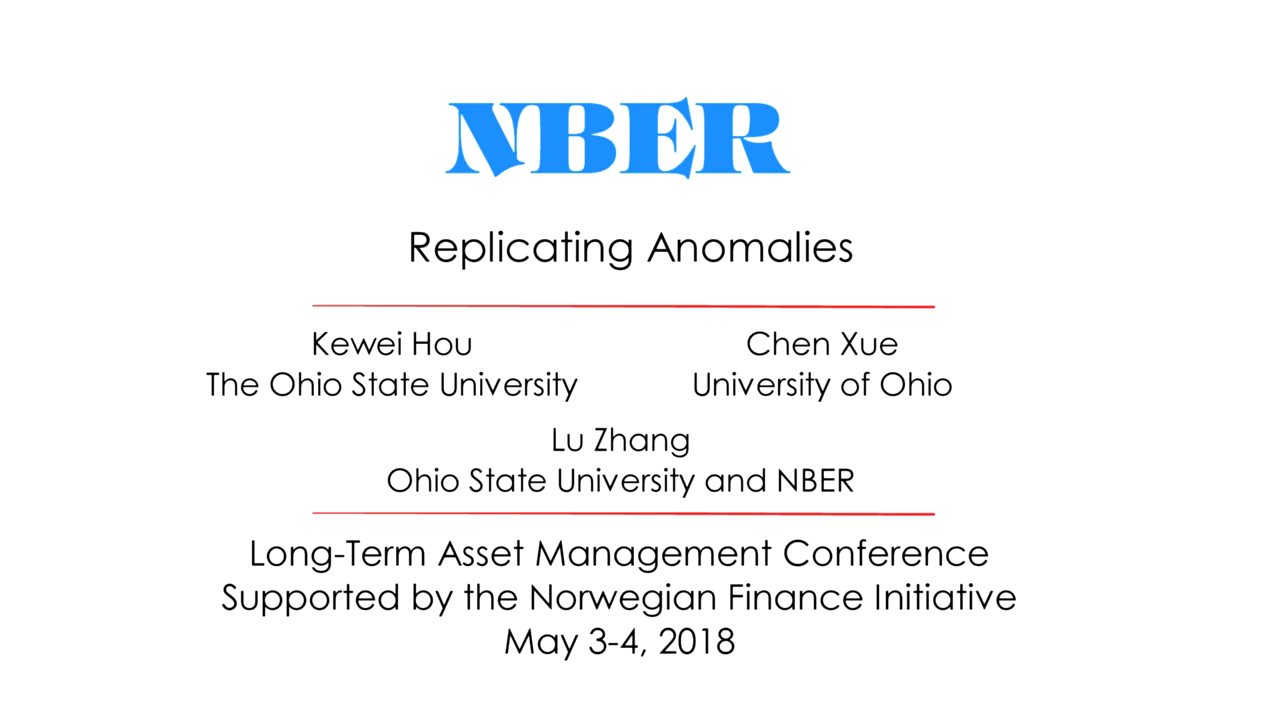 NBER
Replicating Anomalies
Kewei Hou
The Ohio State University
Chen Xue
University of Ohio
Lu Zhang
Ohio State University and NBER
Long-Term Asset Management Conference
Supported by the Norwegian Finance Initiative
May 3-4, 2018